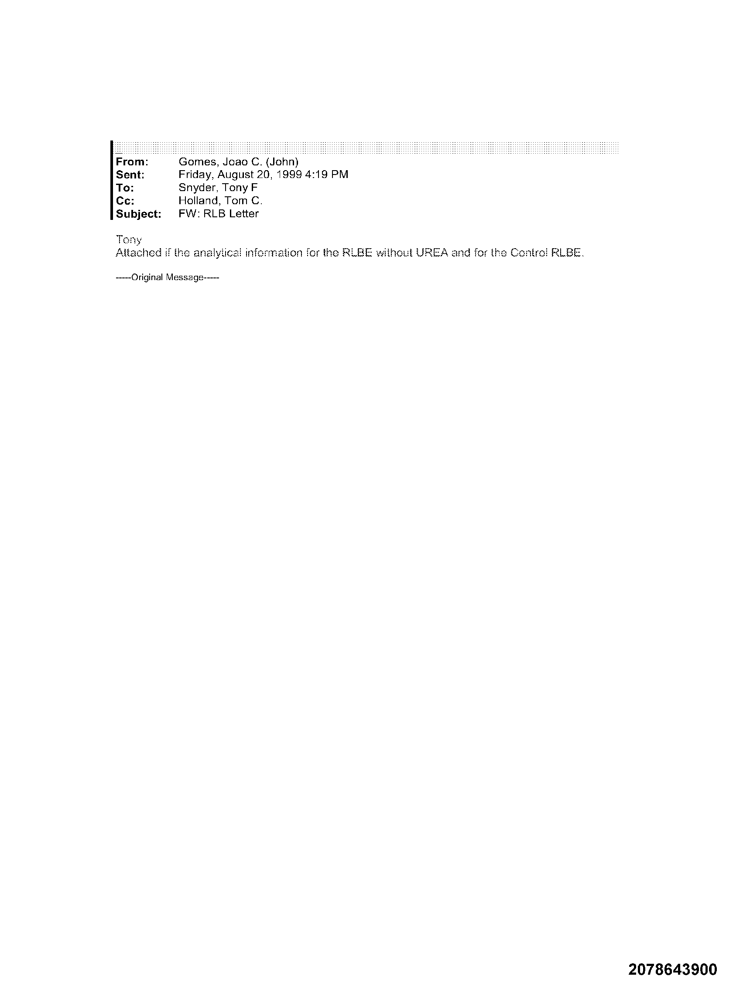 From: Gomes, Joao C. (John)
Sent: Friday, August 20, 1999 4:19 PM
To: Snyder, Tony F
Cc: Holland, Tom C.
Subject: FW: RLB Letter
Tony
Attached if the analytical information for the RLBE without UREA and for the Control RLBE.
-----Original Message-----
2078643900